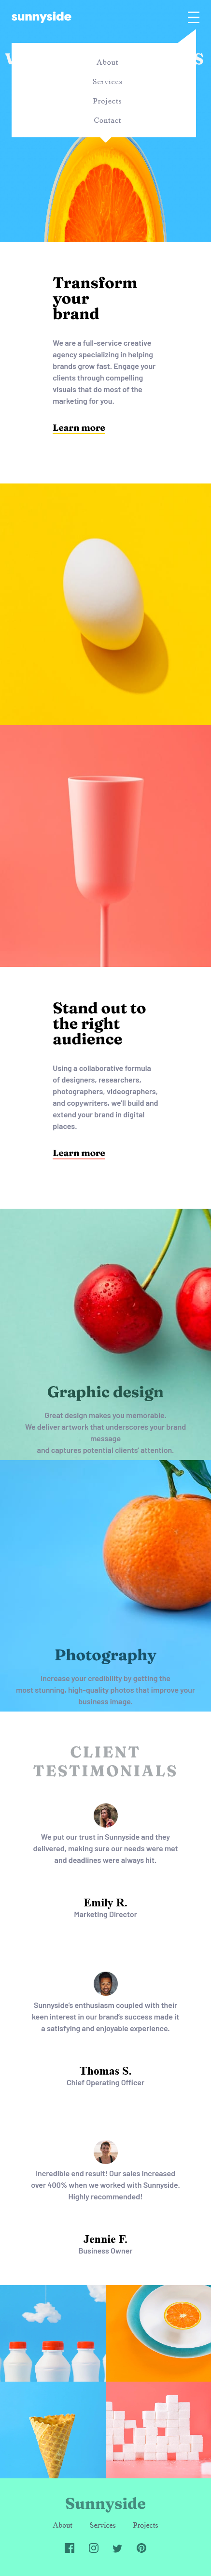 sunnyside
W S
About
Services
Projects
Contact
Transform
your
brand
We are a full-service creative
agency specializing in helping
brands grow fast. Engage your
clients through compelling
visuals that do most of the
marketing for you.
Learn more
Stand out to
the right
audience
Using a collaborative formula
of designers, researchers,
photographers, videographers,
and copywriters, we'll build and
extend your brand in digital
places.
Learn more
Graphic design
Great design makes you memorable.
We deliver artwork that underscores your brand
message
and captures potential clients' attention.
Photography
Increase your credibility by getting the
most stunning, high-quality photos that improve your
business image.
CLIENT
TESTIMONIALS
We put our trust in Sunnyside and they
delivered, making sure our needs were met
and deadlines were always hit.
Emily R.
Marketing Director
Sunnyside's enthusiasm coupled with their
keen interest in our brand's success made it
a satisfying and enjoyable experience.
Thomas S.
Chief Operating Officer
Incredible end result! Our sales increased
over 400% when we worked with Sunnyside.
Highly recommended!
Jennie F.
Business Owner
Sunnyside
About Services Projects